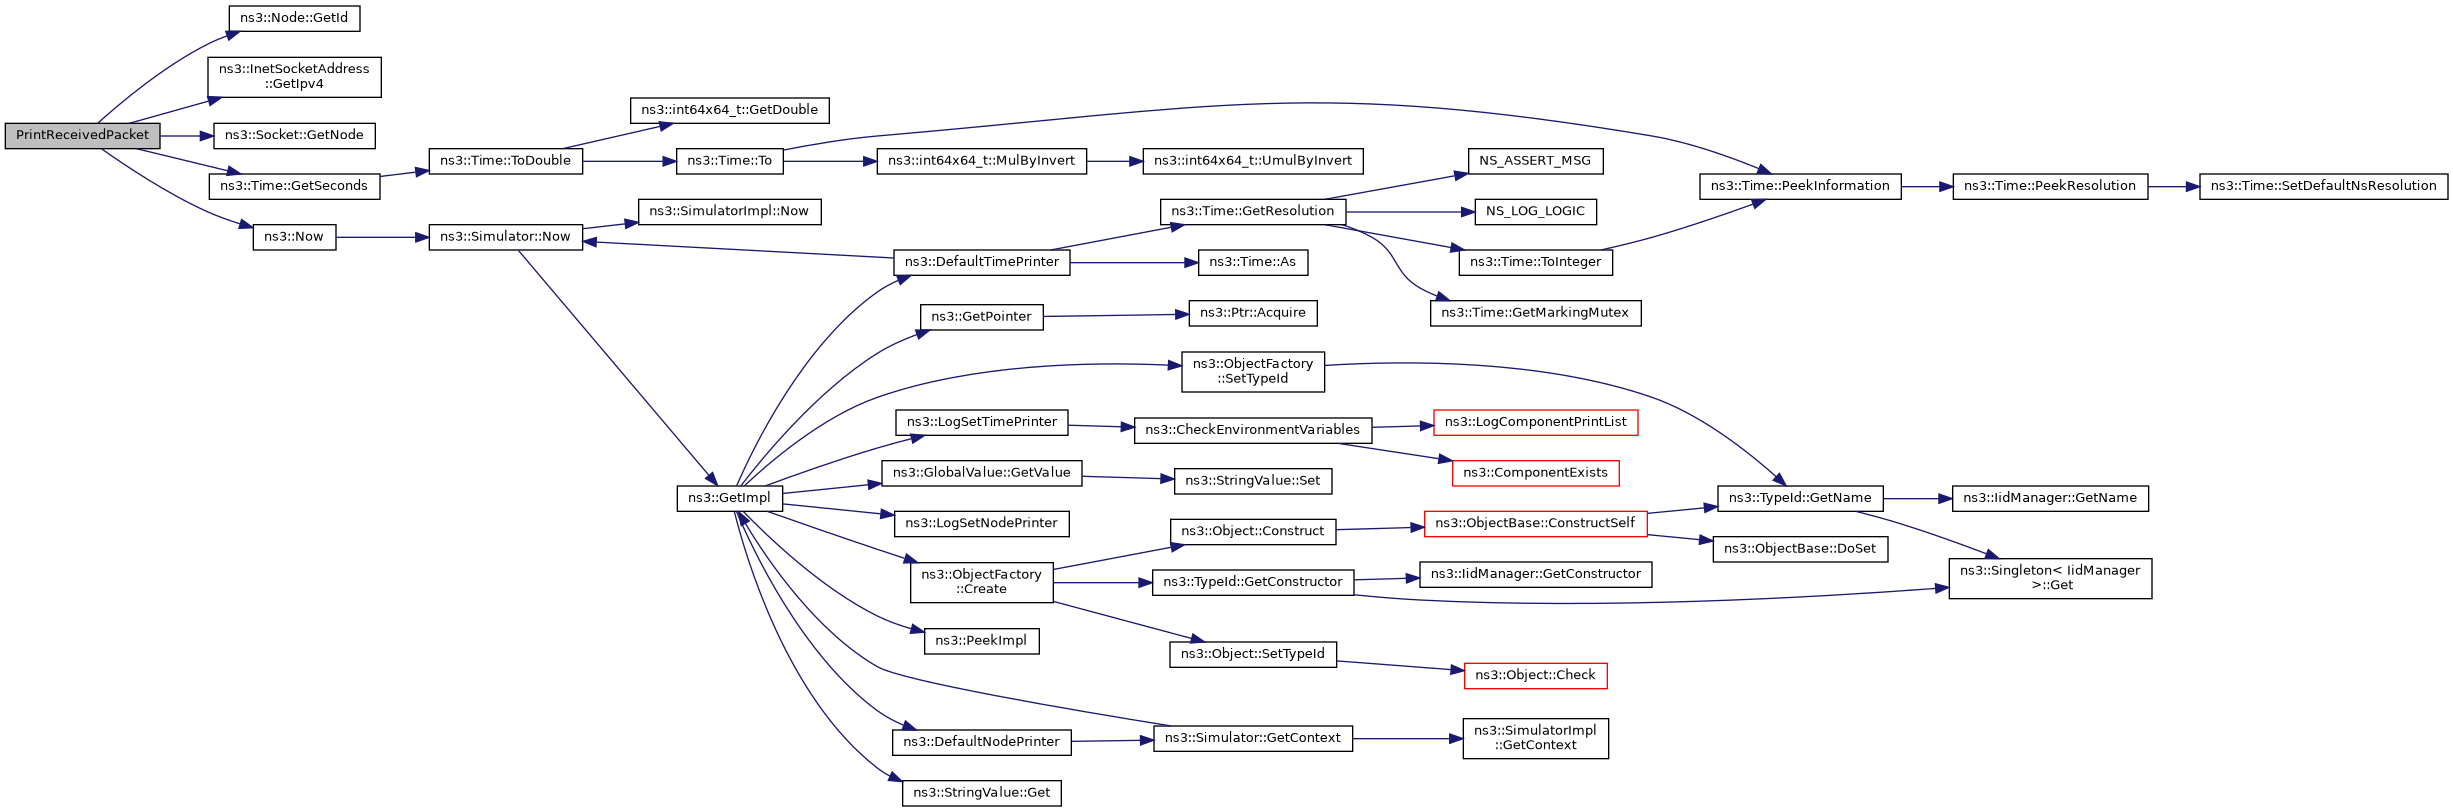 ns3::Node::GetId
ns3::InetSocketAddress
::GetIpv4
PrintReceivedPacket
ns3::Socket::GetNode
ns3::Time::GetSeconds
ns3::Now
ns3::Time::ToDouble
ns3::Simulator::Now
ns3::int64x64_t::GetDouble
ns3::Time::To
ns3::SimulatorImpl::Now
ns3::GetImpl
ns3::int64x64_t::MulByInvert
ns3::DefaultTimePrinter
ns3::GetPointer
ns3::LogSetTimePrinter
ns3::GlobalValue::GetValue
ns3::LogSetNodePrinter
ns3::ObjectFactory
::Create
ns3::PeekImpl
ns3::DefaultNodePrinter
ns3::StringValue::Get
ns3::int64x64_t::UmulByInvert
ns3::Time::GetResolution
ns3::Time::As
ns3::Ptr::Acquire
ns3::ObjectFactory
::SetTypeId
ns3::CheckEnvironmentVariables
ns3::StringValue::Set
ns3::Object::Construct
ns3::TypeId::GetConstructor
ns3::Object::SetTypeId
ns3::Simulator::GetContext
NS_ASSERT_MSG
NS_LOG_LOGIC
ns3::Time::ToInteger
ns3::Time::GetMarkingMutex
ns3::LogComponentPrintList
ns3::ComponentExists
ns3::ObjectBase::ConstructSelf
ns3::IidManager::GetConstructor
ns3::Object::Check
ns3::SimulatorImpl
::GetContext
ns3::Time::PeekInformation
ns3::TypeId::GetName
ns3::ObjectBase::DoSet
ns3::Time::PeekResolution
ns3::IidManager::GetName
ns3::Singleton< IidManager
>::Get
ns3::Time::SetDefaultNsResolution